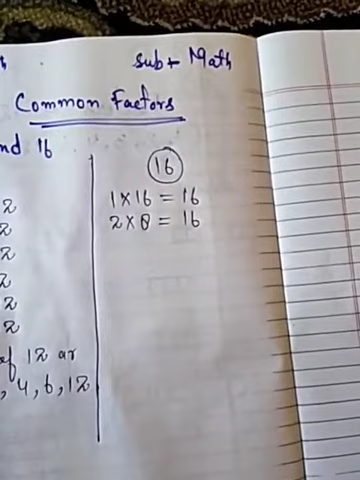 sub - Math
Common Factors
nd 16
2
2
2
2
2
2
of 12 ar
, 4, 6, 12
16
1 × 16 = 16
2 × 8 = 16